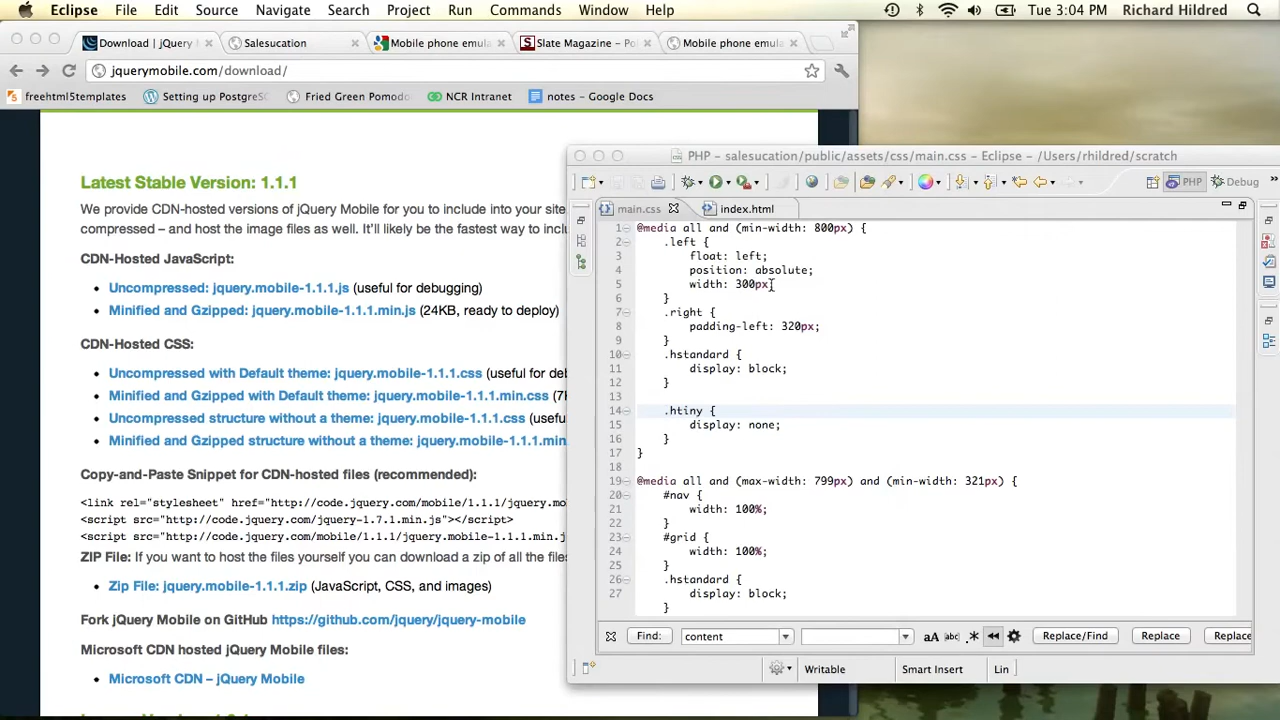 Eclipse File Edit Source Navigate Search Project Run Commands Window Help Tue 3:04 PM Richard Hildred
Download | jQuery Salesucation Mobile phone emula Slate Magazine – Po Mobile phone emula
jquerymobile.com/download/
freehtml5templates Setting up PostgreS Fried Green Pomodo NCR Intranet notes – Google Docs
Latest Stable Version: 1.1.1
We provide CDN-hosted versions of jQuery Mobile for you to include into your site
compressed – and host the image files as well. It'll likely be the fastest way to inclu
CDN-Hosted JavaScript:
• Uncompressed: jquery.mobile-1.1.1.js (useful for debugging)
• Minified and Gzipped: jquery.mobile-1.1.1.min.js (24KB, ready to deploy)
CDN-Hosted CSS:
• Uncompressed with Default theme: jquery.mobile-1.1.1.css (useful for deb
• Minified and Gzipped with Default theme: jquery.mobile-1.1.1.min.css (7K
• Uncompressed structure without a theme: jquery.mobile-1.1.1.css (usefu
• Minified and Gzipped structure without a theme: jquery.mobile-1.1.1.min.
Copy-and-Paste Snippet for CDN-hosted files (recommended):
<link rel="stylesheet" href="http://code.jquery.com/mobile/1.1.1/jquery.mo
<script src="http://code.jquery.com/jquery-1.7.1.min.js"></script>
<script src="http://code.jquery.com/mobile/1.1.1/jquery.mobile-1.1.1.min.j
ZIP File: If you want to host the files yourself you can download a zip of all the file
• Zip File: jquery.mobile-1.1.1.zip (JavaScript, CSS, and images)
Fork jQuery Mobile on GitHub https://github.com/jquery/jquery-mobile
Microsoft CDN hosted jQuery Mobile files:
• Microsoft CDN – jQuery Mobile
PHP – salesucation/public/assets/css/main.css – Eclipse – /Users/rhildred/scratch
PHP Debug
main.css index.html
1 @media all and (min-width: 800px) {
2 .left {
3 float: left;
4 position: absolute;
5 width: 300px;
6 }
7 .right {
8 padding-left: 320px;
9 }
10 .hstandard {
11 display: block;
12 }
13
14 .htiny {
15 display: none;
16 }
17 }
18
19 @media all and (max-width: 799px) and (min-width: 321px) {
20 #nav {
21 width: 100%;
22 }
23 #grid {
24 width: 100%;
25 }
26 .hstandard {
27 display: block;
}
Find: content Replace/Find Replace Replace
Writable Smart Insert Lin